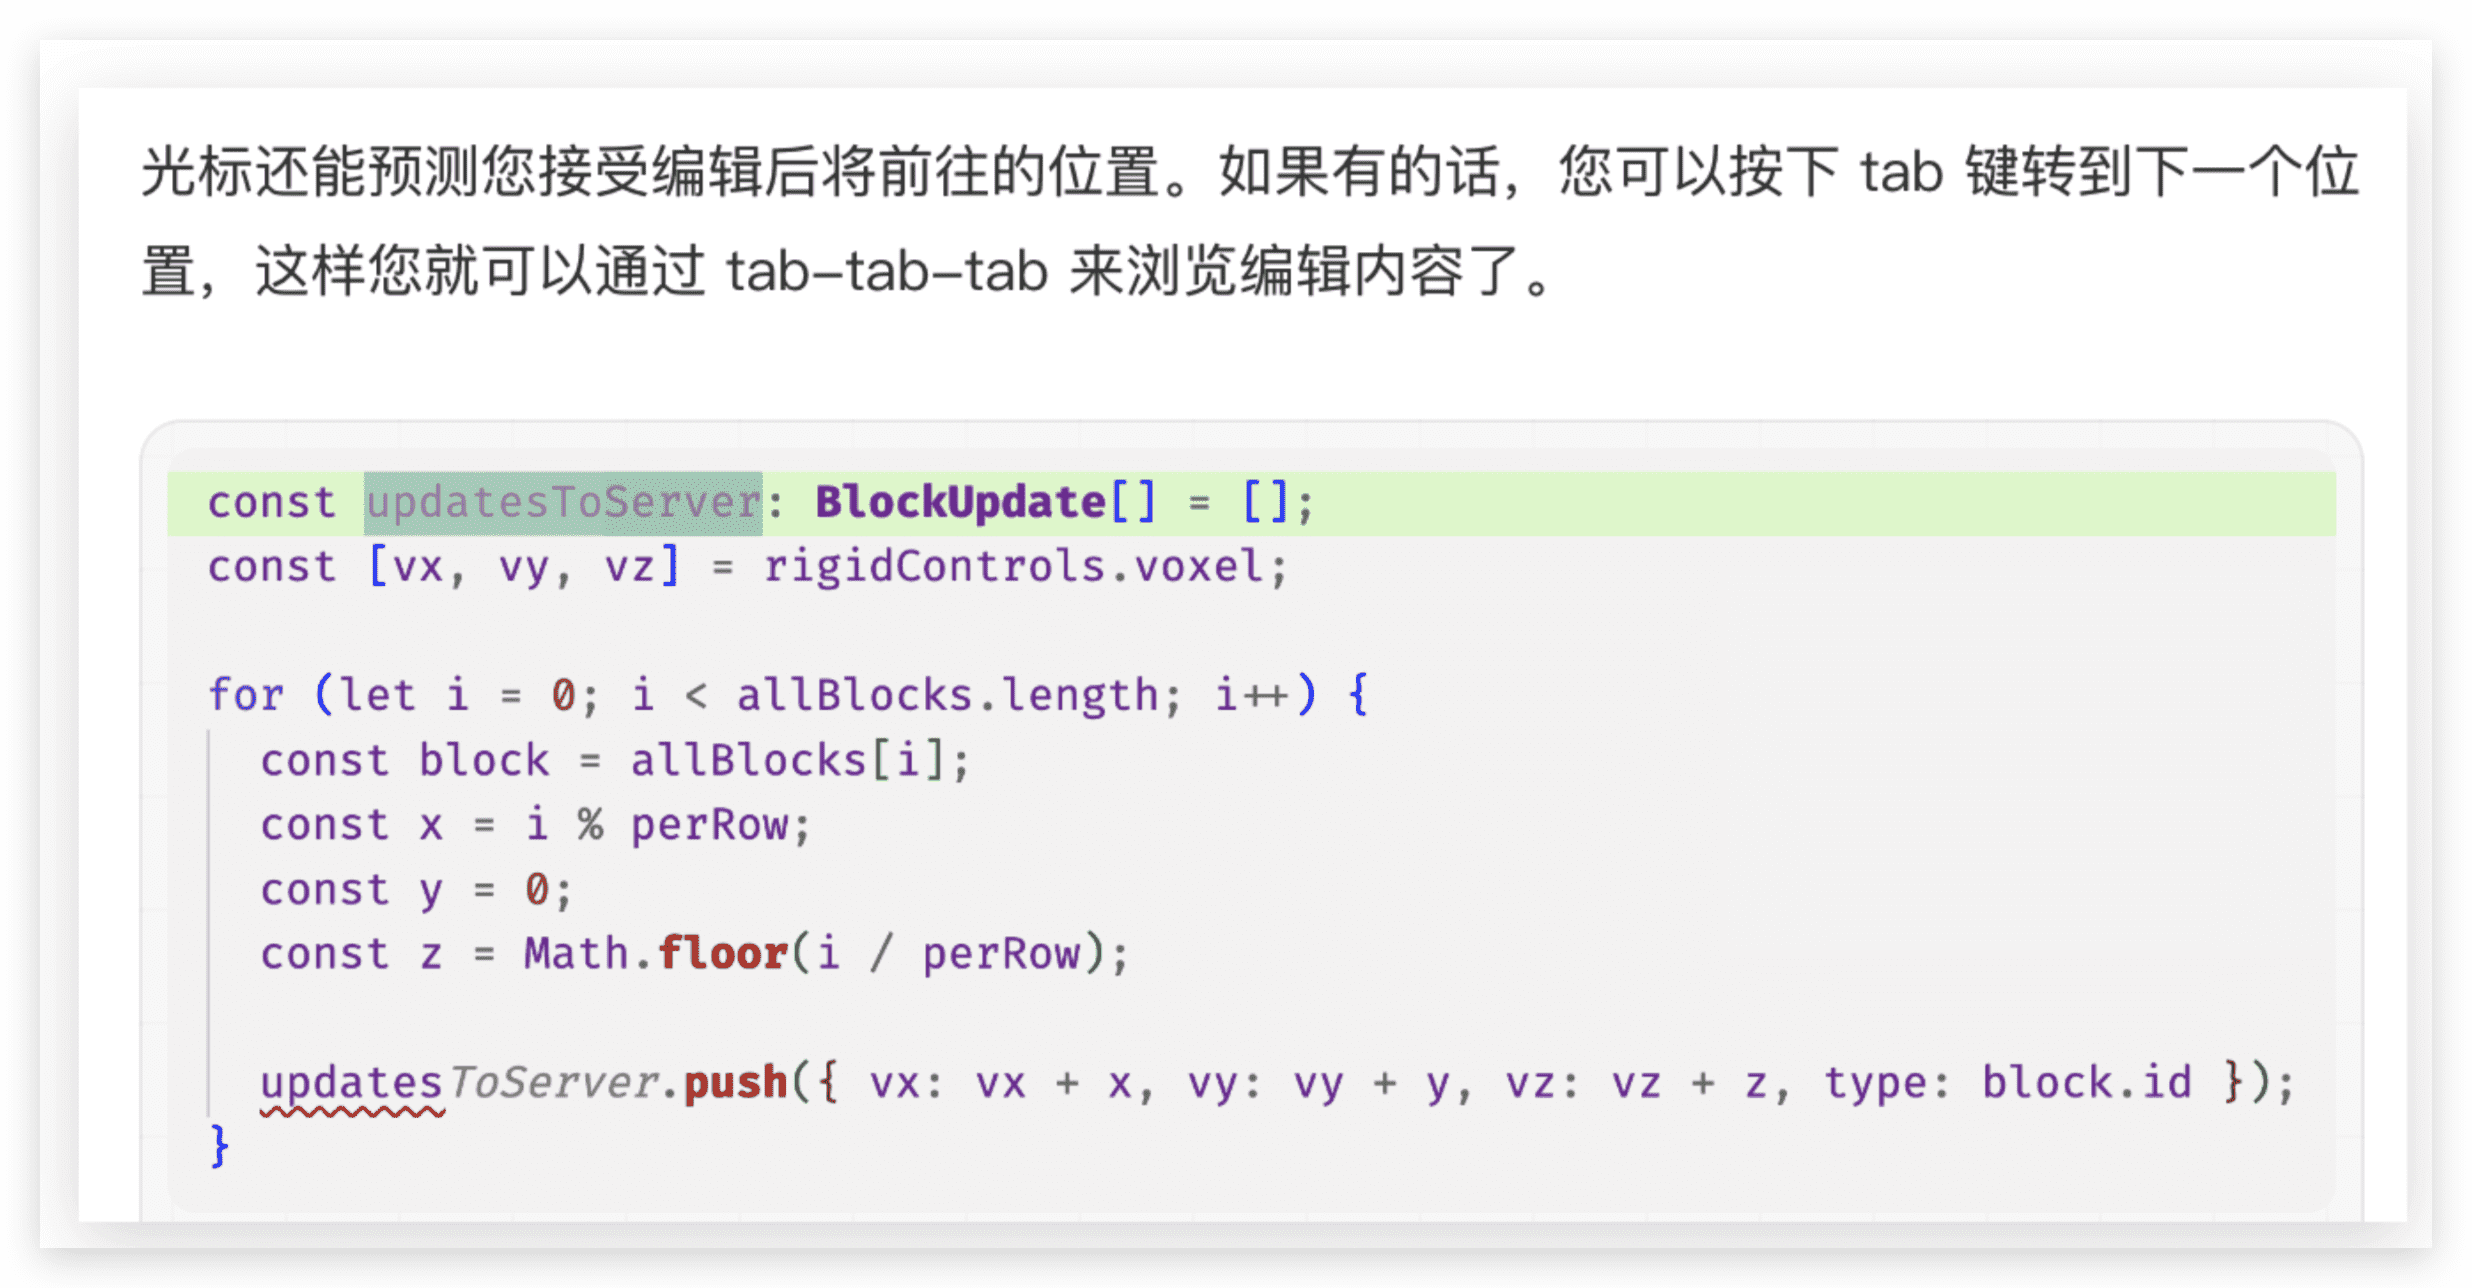 光标还能预测您接受编辑后将前往的位置。如果有的话，您可以按下 tab 键转到下一个位
置，这样您就可以通过 tab–tab–tab 来浏览编辑内容了。
const updatesToServer: BlockUpdate[] = [];
const [vx, vy, vz] = rigidControls.voxel;
for (let i = 0; i < allBlocks.length; i++) {
const block = allBlocks[i];
const x = i % perRow;
const y = 0;
const z = Math.floor(i / perRow);
updatesToServer.push({ vx: vx + x, vy: vy + y, vz: vz + z, type: block.id });
}